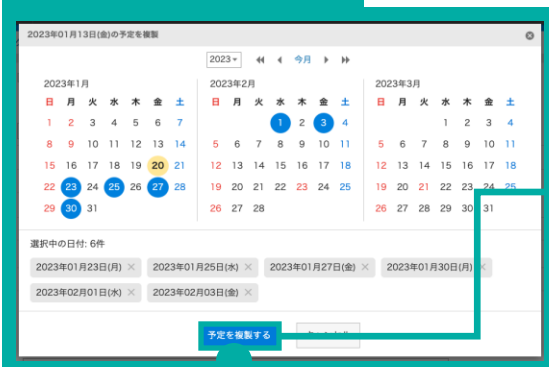 2023年01月13日(金)の予定を複製
2023 今月
2023年1月 2023年2月 2023年3月
日 月 火 水 木 金 土 日 月 火 水 木 金 土 日 月 火 水 木 金 土
1 2 3 4 5 6 7 1 2 3 4 1 2 3 4
8 9 10 11 12 13 14 5 6 7 8 9 10 11 5 6 7 8 9 10 11
15 16 17 18 19 20 21 12 13 14 15 16 17 18 12 13 14 15 16 17 18
22 23 24 25 26 27 28 19 20 21 22 23 24 25 19 20 21 22 23 24 25
29 30 31 26 27 28 26 27 28 29 30 31
選択中の日付: 6件
2023年01月23日(月) × 2023年01月25日(水) × 2023年01月27日(金) × 2023年01月30日(月) ×
2023年02月01日(水) × 2023年02月03日(金) ×
予定を複製する